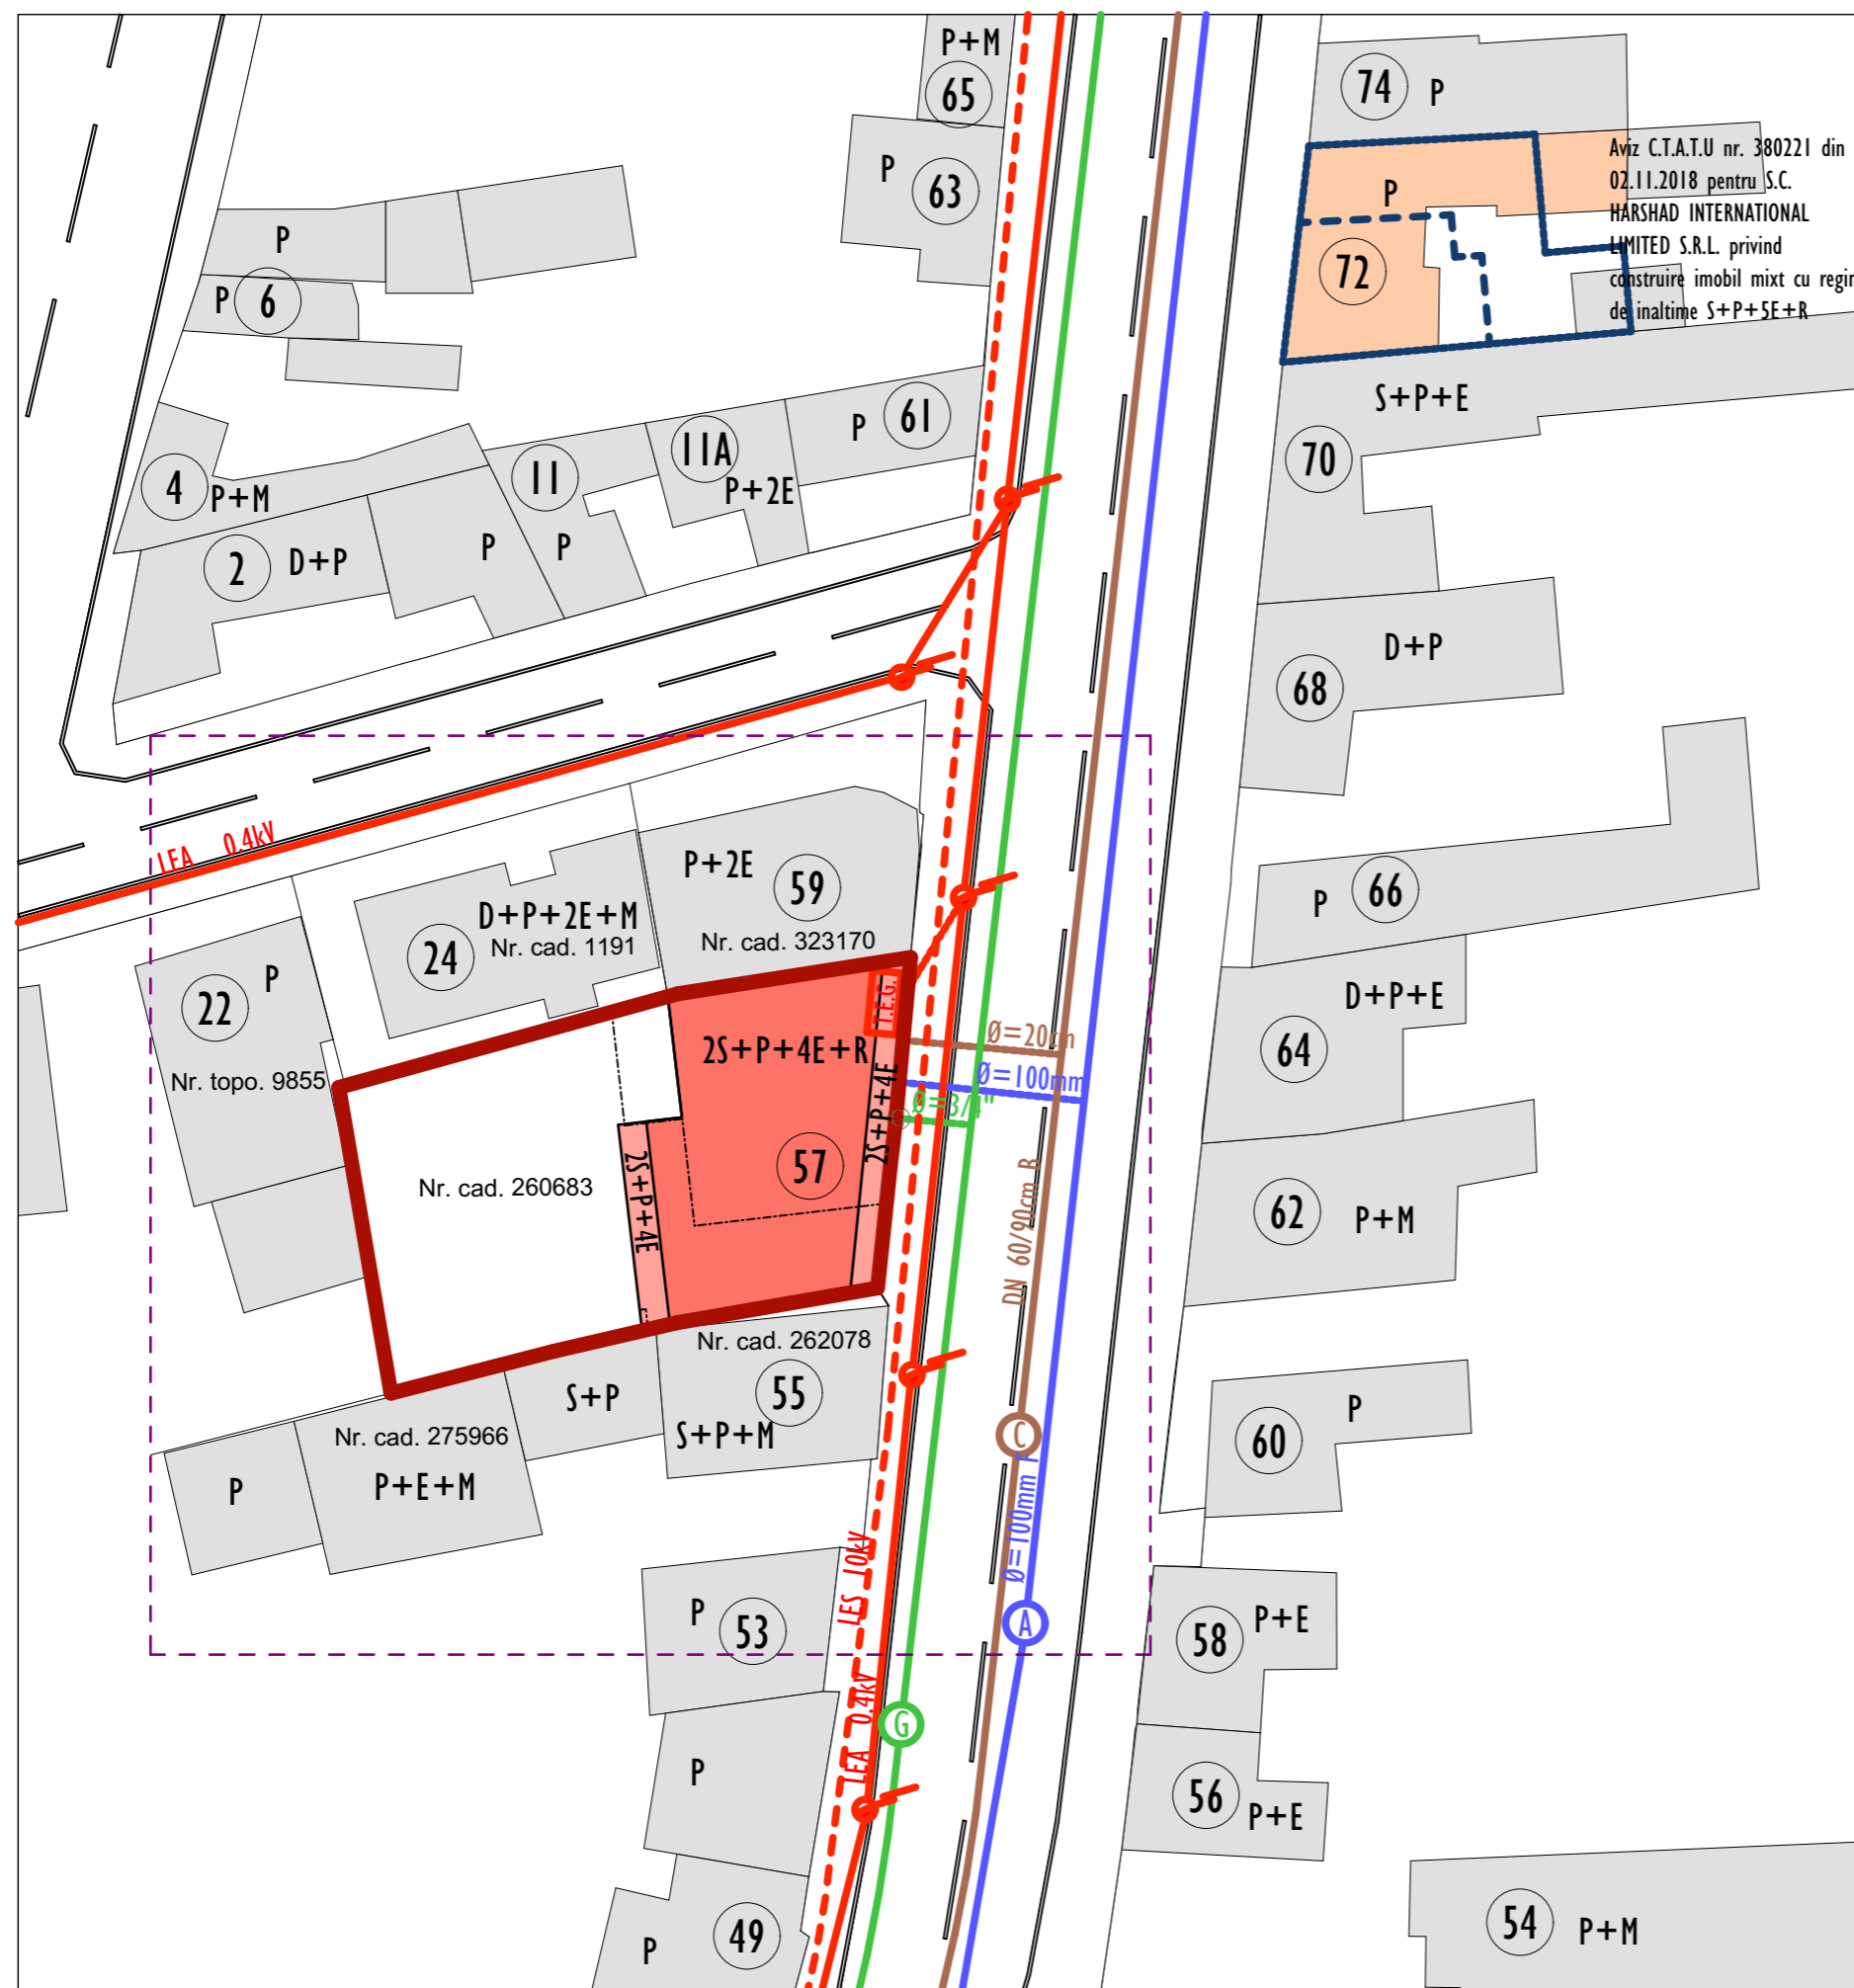 P+M
65
74
P
P
63
Aviz C.T.A.T.U nr. 380221 din
02.11.2018 pentru S.C.
HARSHAD INTERNATIONAL
LIMITED S.R.L. privind
construire imobil mixt cu regim
de inaltime S+P+5E+R
P
72
P
P
6
S+P+E
70
P
61
11A
P+2E
11
P
4
P+M
2
D+P
P
D+P
68
LEA 0.4kV
P+2E
59
Nr. cad. 323170
P
66
D+P+2E+M
24
Nr. cad. 1191
P
22
Nr. topo. 9855
T.E.G.
D+P+E
64
2S+P+4E+R
2S+P+4E
Ø=20cm
Ø=100mm
Ø=3/4"
57
2S+P+4E
Nr. cad. 260683
DN 60/90cm B
62
P+M
Nr. cad. 262078
55
S+P+M
S+P
Nr. cad. 275966
P+E+M
P
P
60
C
Ø=100mm
A
LES 10kV
P
53
58
P+E
LEA 0.4kV
G
P
56
P+E
49
P
54
P+M